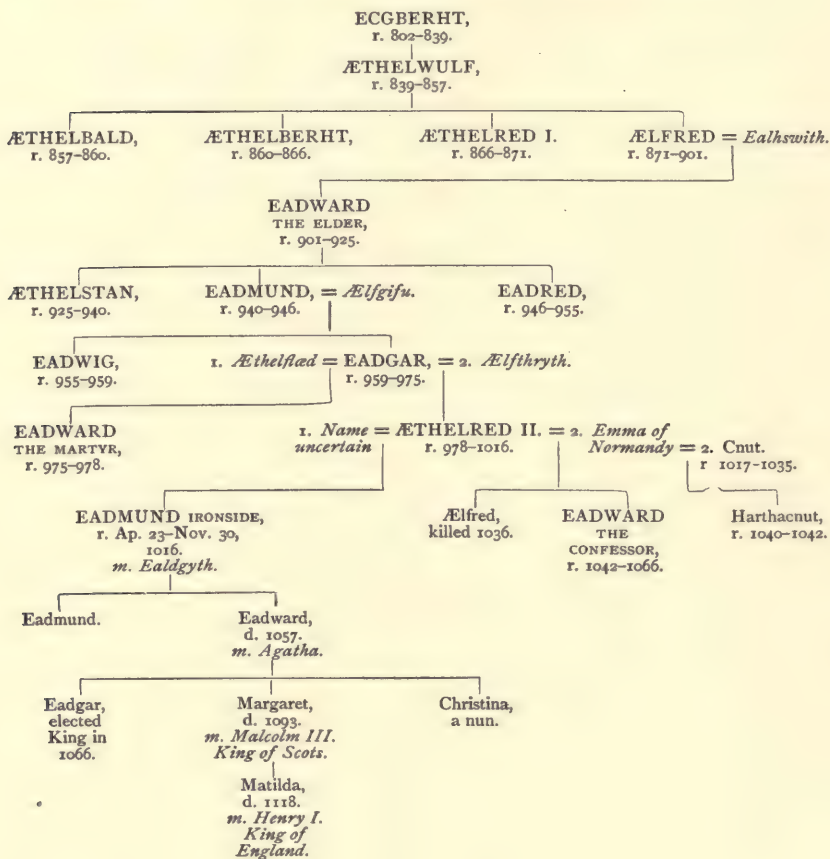 ECGBERHT,
r. 802–839.
ÆTHELWULF,
r. 839–857.
ÆTHELBALD,
r. 857–860.
ÆTHELBERHT,
r. 860–866.
ÆTHELRED I.
r. 866–871.
ÆLFRED = Ealhswith.
r. 871–901.
EADWARD
THE ELDER,
r. 901–925.
ÆTHELSTAN,
r. 925–940.
EADMUND, = Ælfgifu.
r. 940–946.
EADRED,
r. 946–955.
EADWIG,
r. 955–959.
1. Æthelflæd = EADGAR, = 2. Ælfthryth.
r. 959–975.
EADWARD
THE MARTYR,
r. 975–978.
1. Name = ÆTHELRED II. = 2. Emma of
uncertain r. 978–1016. Normandy = 2. Cnut.
r 1017–1035.
EADMUND IRONSIDE,
r. Ap. 23–Nov. 30,
1016.
m. Ealdgyth.
Ælfred,
killed 1036.
EADWARD
THE
CONFESSOR,
r. 1042–1066.
Harthacnut,
r. 1040–1042.
Eadmund.
Eadward,
d. 1057.
m. Agatha.
Eadgar,
elected
King in
1066.
Margaret,
d. 1093.
m. Malcolm III.
King of Scots.
Christina,
a nun.
Matilda,
d. 1118.
m. Henry I.
King of
England.